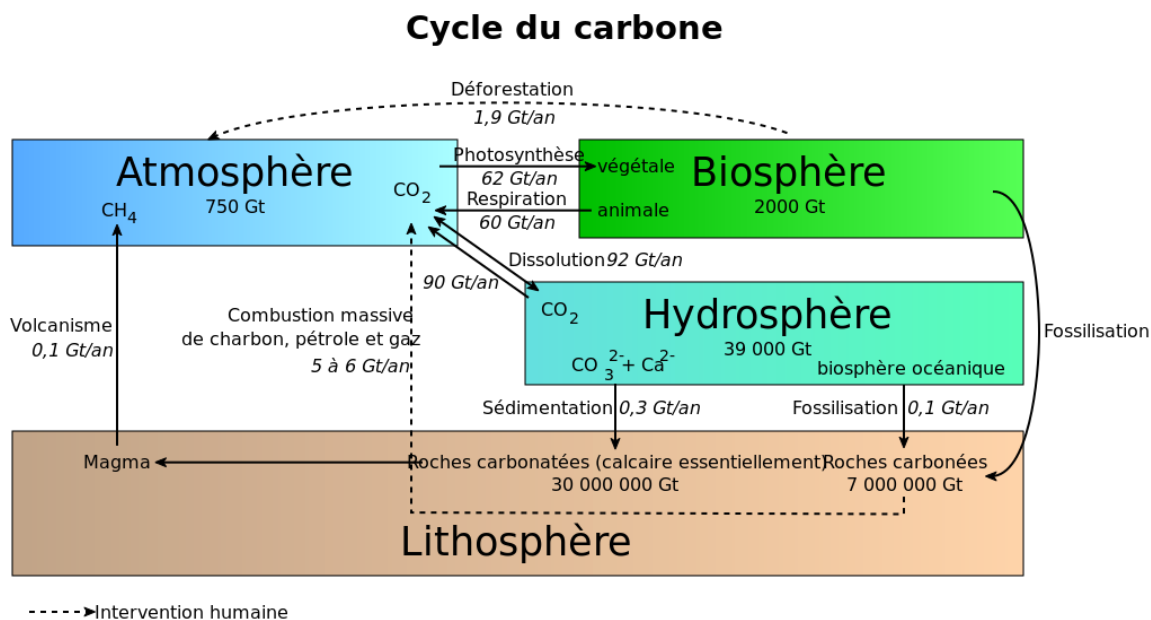 Cycle du carbone
Déforestation
1,9 Gt/an
Atmosphère
750 Gt
CH4
CO2
Photosynthèse
62 Gt/an
Respiration
60 Gt/an
végétale
animale
Biosphère
2000 Gt
Dissolution 92 Gt/an
90 Gt/an
CO2
Hydrosphère
39 000 Gt
CO3 2- + Ca 2-
biosphère océanique
Volcanisme
0,1 Gt/an
Combustion massive
de charbon, pétrole et gaz
5 à 6 Gt/an
Fossilisation
Sédimentation 0,3 Gt/an
Fossilisation 0,1 Gt/an
Magma
Roches carbonatées (calcaire essentiellement)
30 000 000 Gt
Roches carbonées
7 000 000 Gt
Lithosphère
Intervention humaine